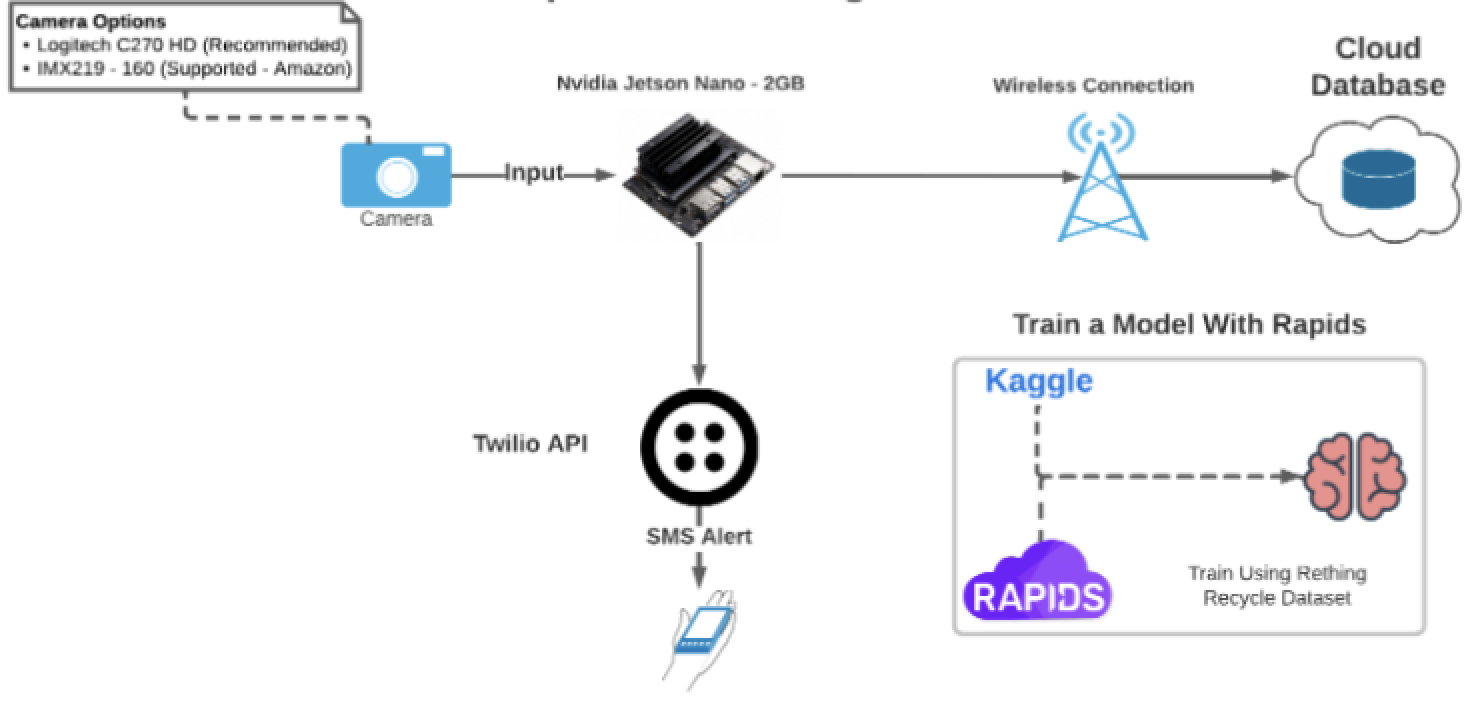 Camera Options
• Logitech C270 HD (Recommended)
• IMX219 - 160 (Supported - Amazon)
Nvidia Jetson Nano - 2GB
Wireless Connection
Cloud
Database
Input
Camera
Train a Model With Rapids
Kaggle
Twilio API
SMS Alert
RAPIDS
Train Using Rething
Recycle Dataset